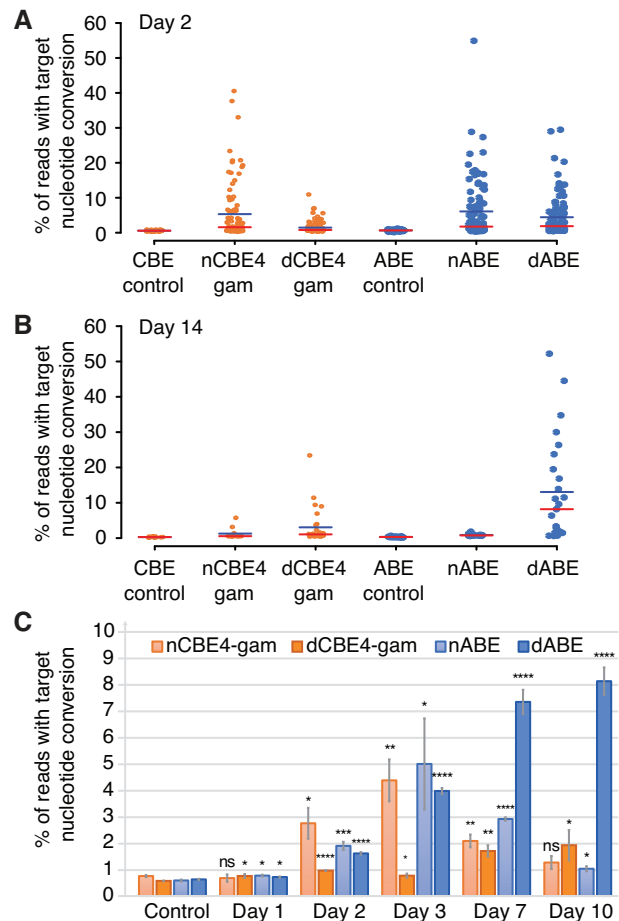 A
Day 2
% of reads with target
nucleotide conversion
60
50
40
30
20
10
0
CBE
control
nCBE4
gam
dCBE4
gam
ABE
control
nABE
dABE
B
Day 14
% of reads with target
nucleotide conversion
60
50
40
30
20
10
0
CBE
control
nCBE4
gam
dCBE4
gam
ABE
control
nABE
dABE
C
% of reads with target
nucleotide conversion
10
9
8
7
6
5
4
3
2
1
0
nCBE4-gam dCBE4-gam nABE dABE
ns * * *
* **** *** ****
** * * ****
** ** **** ****
ns * * ****
Control Day 1 Day 2 Day 3 Day 7 Day 10